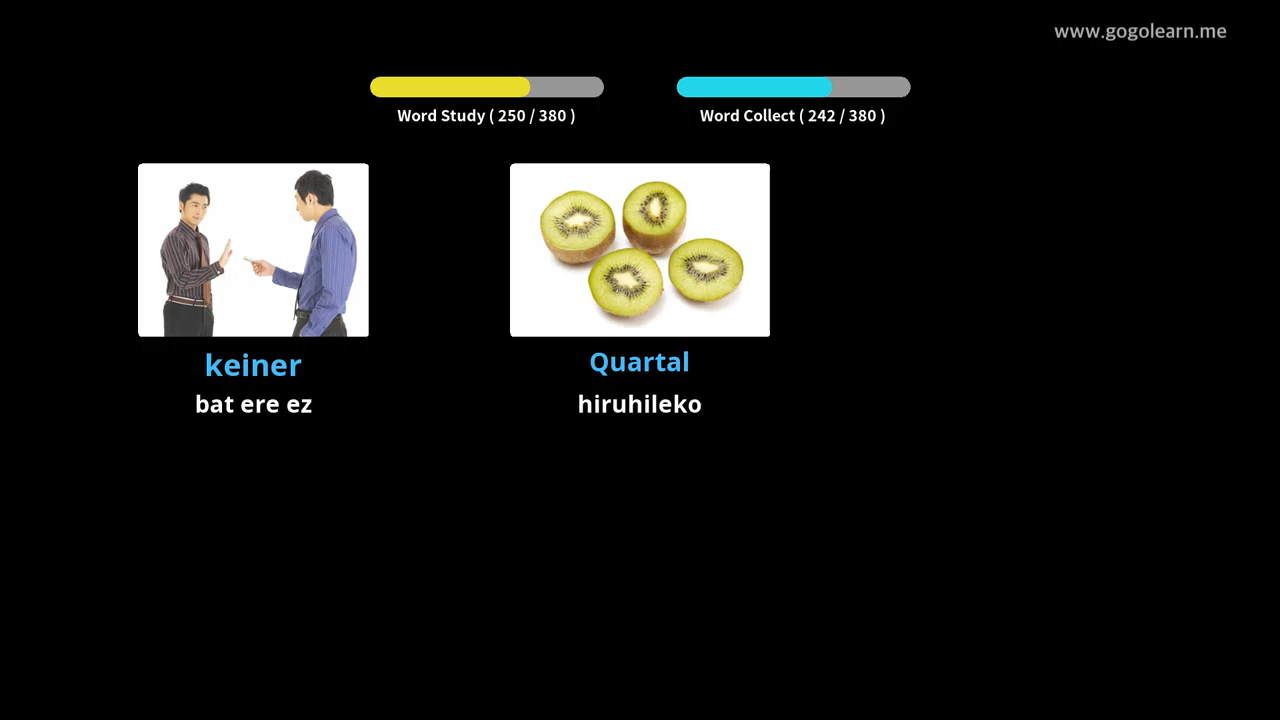 www.gogolearn.me
Word Study ( 250 / 380 )
Word Collect ( 242 / 380 )
keiner
bat ere ez
Quartal
hiruhileko